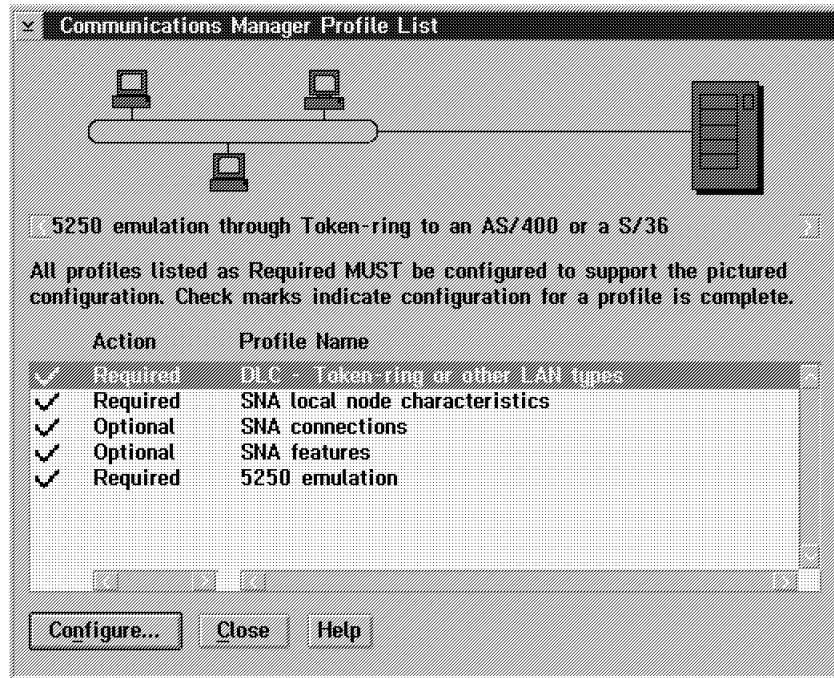 Communications Manager Profile List
5250 emulation through Token-ring to an AS/400 or a S/36
All profiles listed as Required MUST be configured to support the pictured
configuration. Check marks indicate configuration for a profile is complete.
Action Profile Name
Required DLC - Token-ring or other LAN types
Required SNA local node characteristics
Optional SNA connections
Optional SNA features
Required 5250 emulation
Configure... Close Help